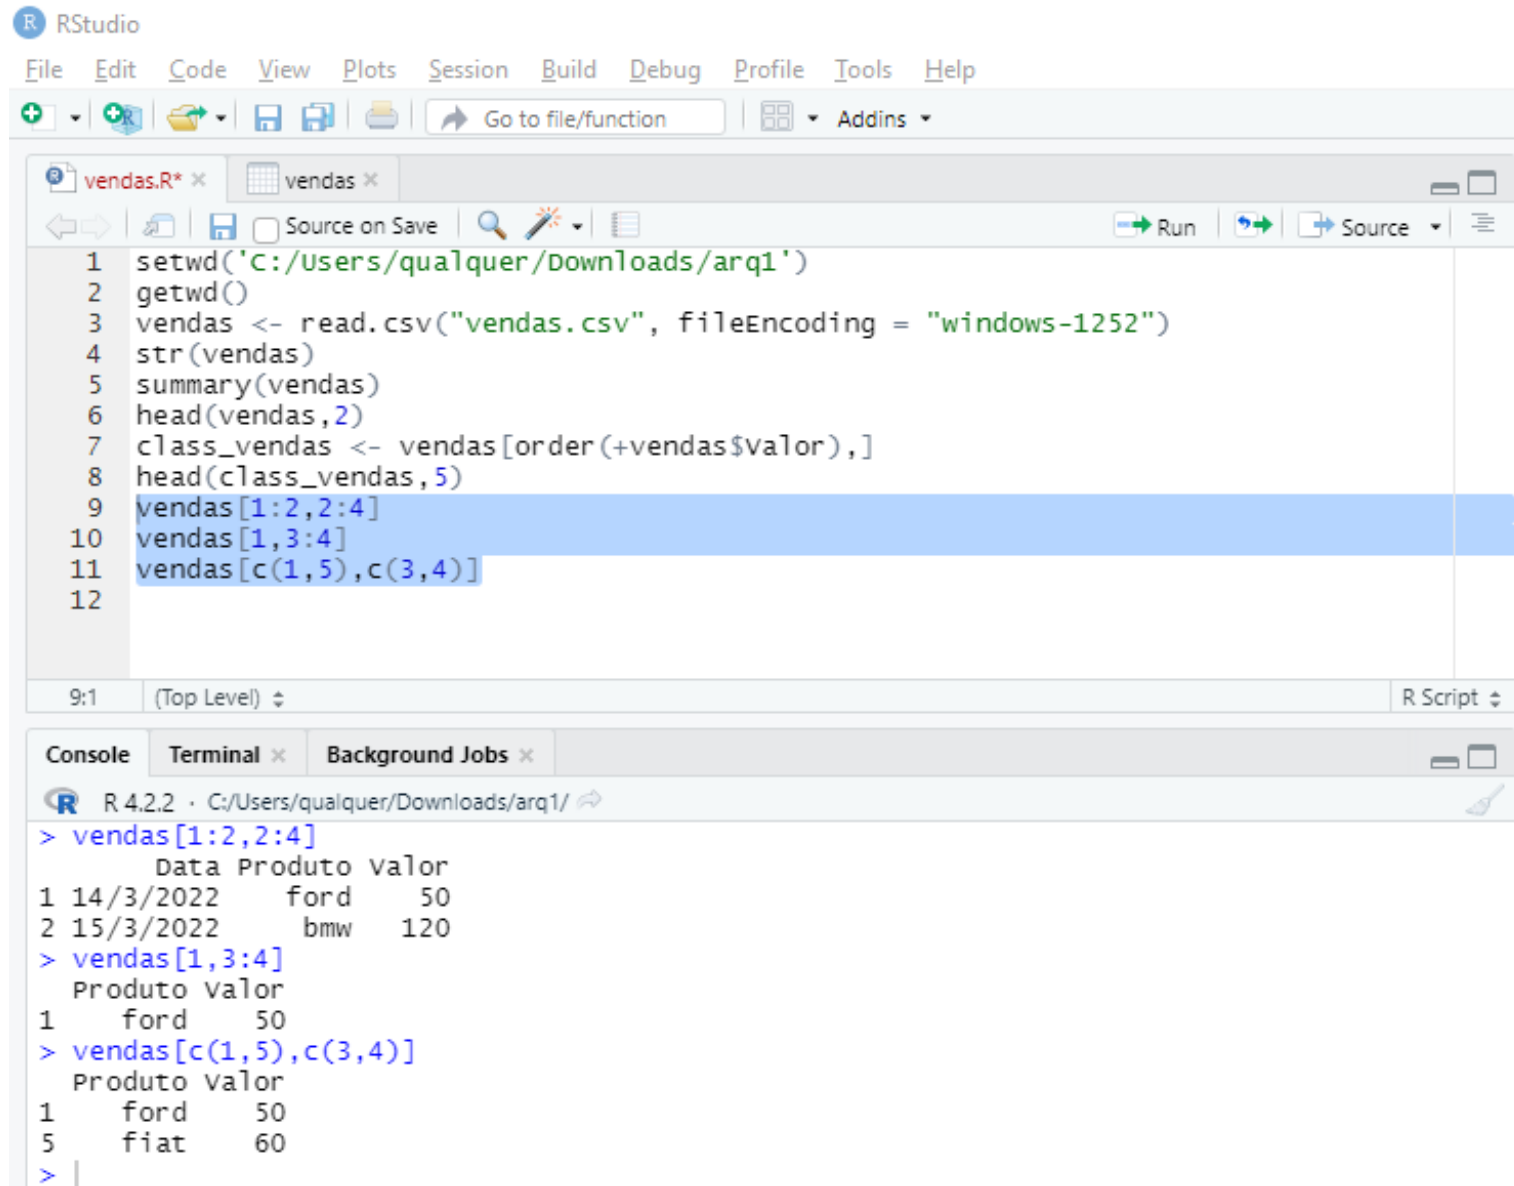 RStudio
File Edit Code View Plots Session Build Debug Profile Tools Help
Go to file/function Addins
vendas.R* vendas
Source on Save Run Source
1 setwd('C:/Users/qualquer/Downloads/arq1')
2 getwd()
3 vendas <- read.csv("vendas.csv", fileEncoding = "windows-1252")
4 str(vendas)
5 summary(vendas)
6 head(vendas,2)
7 class_vendas <- vendas[order(+vendas$Valor),]
8 head(class_vendas,5)
9 vendas[1:2,2:4]
10 vendas[1,3:4]
11 vendas[c(1,5),c(3,4)]
12
9:1 (Top Level) R Script
Console Terminal Background Jobs
R 4.2.2 · C:/Users/qualquer/Downloads/arq1/
> vendas[1:2,2:4]
Data Produto Valor
1 14/3/2022 ford 50
2 15/3/2022 bmw 120
> vendas[1,3:4]
Produto Valor
1 ford 50
> vendas[c(1,5),c(3,4)]
Produto Valor
1 ford 50
5 fiat 60
>